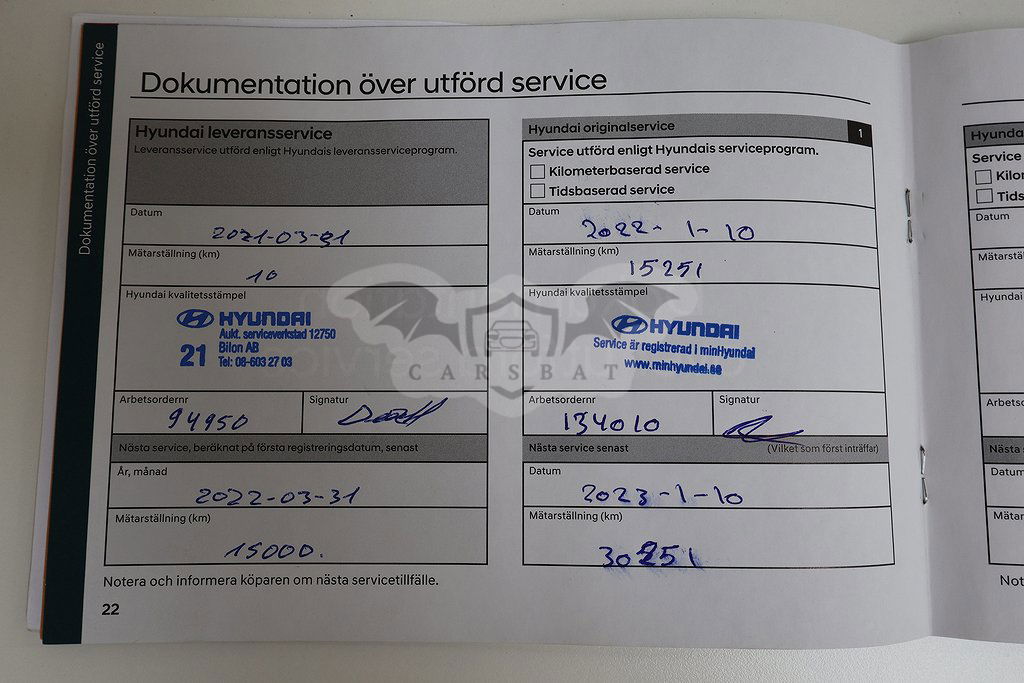 Dokumentation över utförd service
Dokumentation över utförd service
Hyundai leveransservice
Leveransservice utförd enligt Hyundais leveransserviceprogram.
Datum
2021-03-31
Mätarställning (km)
10
Hyundai kvalitetsstämpel
HYUNDAI
Aukt. serviceverkstad 12750
21 Bilon AB
Tel: 08-603 27 03
Arbetsordernr
94950
Signatur
Nästa service, beräknat på första registreringsdatum, senast
År, månad
2022-03-31
Mätarställning (km)
15000.
Notera och informera köparen om nästa servicetillfälle.
22
Hyundai originalservice
1
Service utförd enligt Hyundais serviceprogram.
Kilometerbaserad service
Tidsbaserad service
Datum
2022-1-10
Mätarställning (km)
15251
Hyundai kvalitetsstämpel
HYUNDAI
Service är registrerad i minHyundai
www.minhyundai.se
Arbetsordernr
134010
Signatur
Nästa service senast (Vilket som först inträffar)
Datum
2023-1-10
Mätarställning (km)
30251
CARSBAT
Hyunda
Service
Kilor
Tids
Datum
Mätarstäl
Hyundai
Arbetso
Nästa
Datum
Mätar
Not